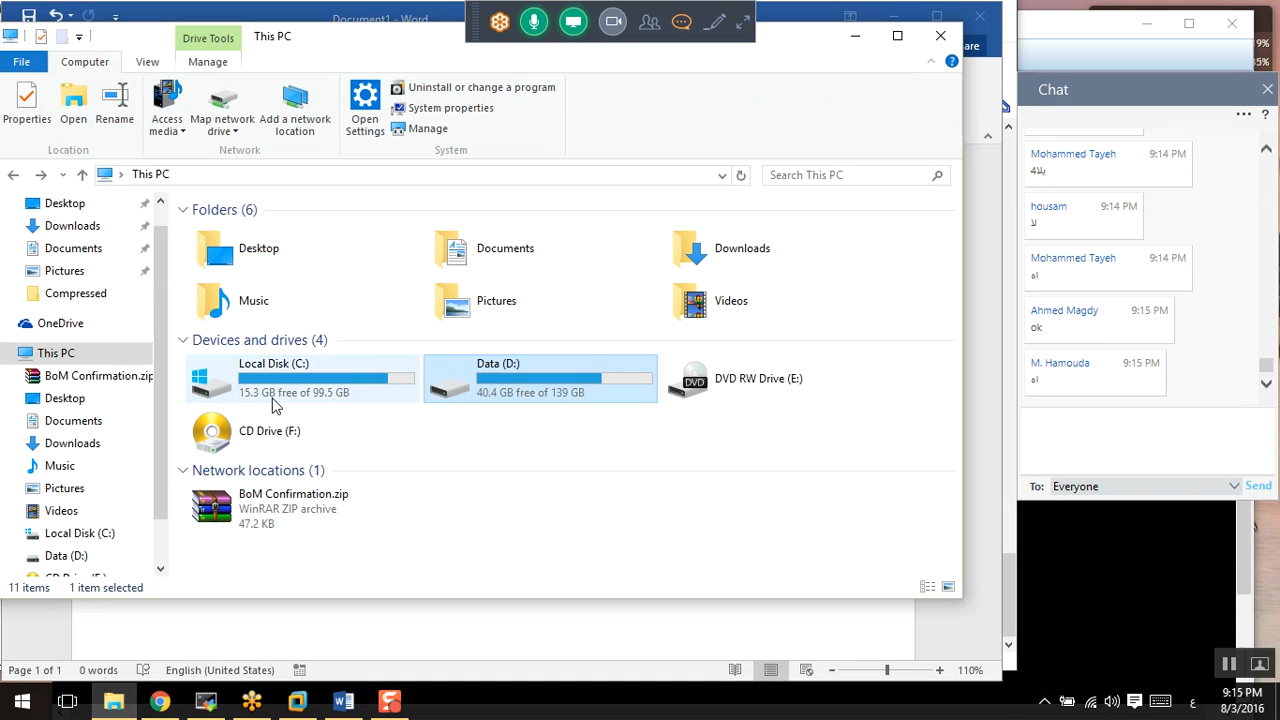 Document1 - Word
Drive Tools
This PC
File
Computer
View
Manage
are
Properties
Open
Rename
Access media
Map network drive
Add a network location
Open Settings
Uninstall or change a program
System properties
Manage
Location
Network
System
This PC
Search This PC
Desktop
Downloads
Documents
Pictures
Compressed
OneDrive
This PC
BoM Confirmation.zip
Desktop
Documents
Downloads
Music
Pictures
Videos
Local Disk (C:)
Data (D:)
Folders (6)
Desktop
Documents
Downloads
Music
Pictures
Videos
Devices and drives (4)
Local Disk (C:)
15.3 GB free of 99.5 GB
Data (D:)
40.4 GB free of 139 GB
DVD
DVD RW Drive (E:)
CD Drive (F:)
Network locations (1)
BoM Confirmation.zip
WinRAR ZIP archive
47.2 KB
11 items
1 item selected
Chat
Mohammed Tayeh 9:14 PM
يللا4
housam 9:14 PM
لا
Mohammed Tayeh 9:14 PM
اه
Ahmed Magdy 9:15 PM
ok
M. Hamouda 9:15 PM
اه
To: Everyone
Send
Page 1 of 1
0 words
English (United States)
110%
ع
9:15 PM
8/3/2016